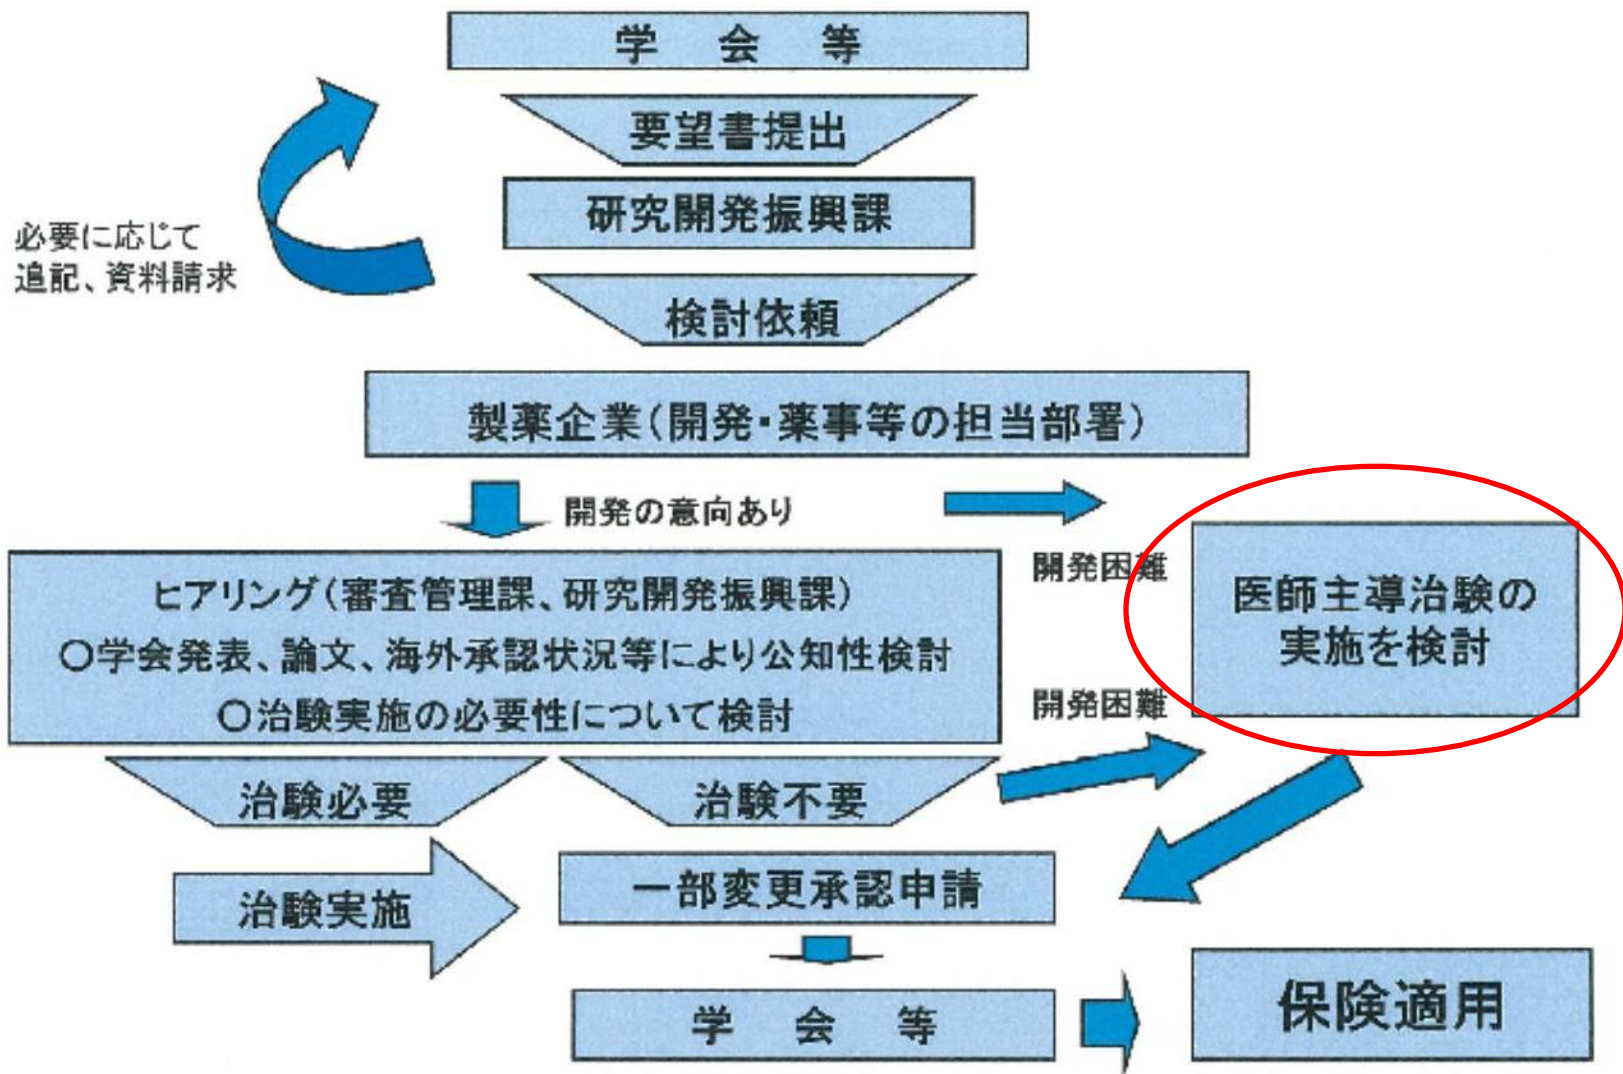 学 会 等
要望書提出
研究開発振興課
必要に応じて
追記、資料請求
検討依頼
製薬企業(開発・薬事等の担当部署)
開発の意向あり
開発困難
医師主導治験の
実施を検討
ヒアリング(審査管理課、研究開発振興課)
○学会発表、論文、海外承認状況等により公知性検討
○治験実施の必要性について検討
開発困難
治験必要
治験不要
治験実施
一部変更承認申請
学 会 等
保険適用